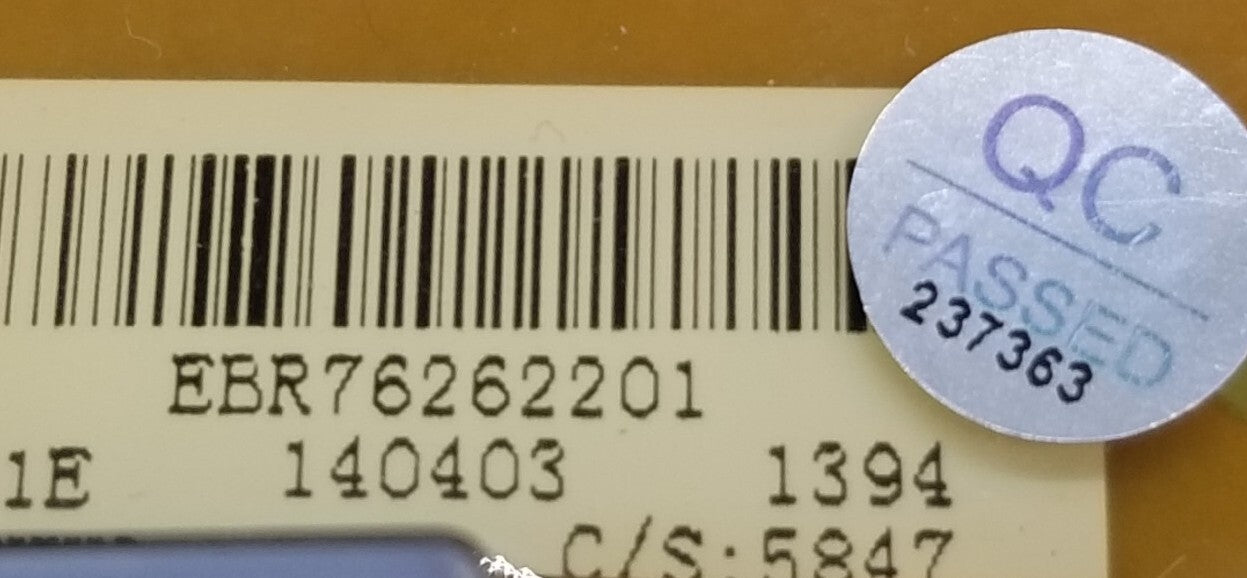 QC
PASSED
237363
EBR76262201
1E 140403 1394
C/S:5847